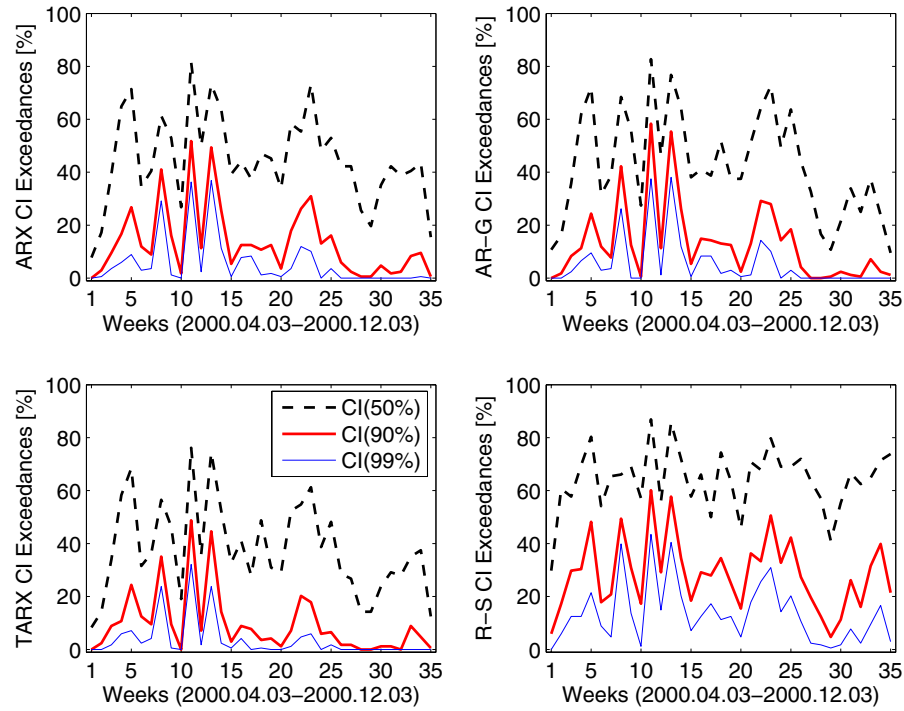 100
80
60
40
20
0
ARX CI Exceedances [%]
1 5 10 15 20 25 30 35
Weeks (2000.04.03–2000.12.03)
100
80
60
40
20
0
AR–G CI Exceedances [%]
1 5 10 15 20 25 30 35
Weeks (2000.04.03–2000.12.03)
100
80
60
40
20
0
TARX CI Exceedances [%]
CI(50%)
CI(90%)
CI(99%)
1 5 10 15 20 25 30 35
Weeks (2000.04.03–2000.12.03)
100
80
60
40
20
0
R–S CI Exceedances [%]
1 5 10 15 20 25 30 35
Weeks (2000.04.03–2000.12.03)